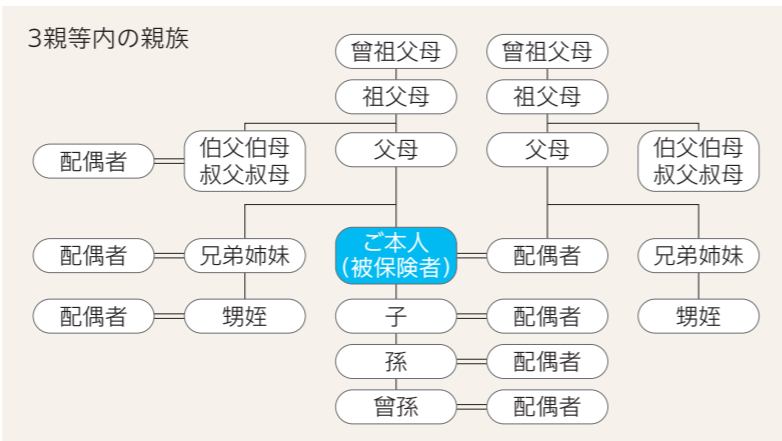 3親等内の親族
曾祖父母
曾祖父母
祖父母
祖父母
配偶者
伯父伯母
叔父叔母
父母
父母
伯父伯母
叔父叔母
配偶者
兄弟姉妹
ご本人
(被保険者)
配偶者
兄弟姉妹
配偶者
甥姪
子
配偶者
甥姪
孫
配偶者
曾孫
配偶者